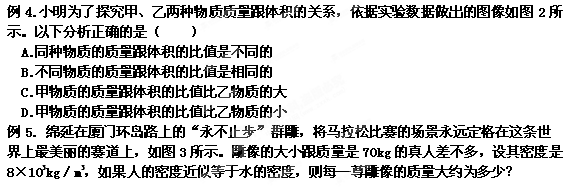 例4.小明为了探究甲、乙两种物质质量跟体积的关系，依据实验数据做出的图像如图2所
示。以下分析正确的是（ ）
A.同种物质的质量跟体积的比值是不同的
B.不同物质的质量跟体积的比值是相同的
C.甲物质的质量跟体积的比值比乙物质的大
D.甲物质的质量跟体积的比值比乙物质的小
例5. 绵延在厦门环岛路上的“永不止步”群雕，将马拉松比赛的场景永远定格在这条世
界上最美丽的赛道上，如图3所示。雕像的大小跟质量是70kg的真人差不多，设其密度是
8×10³kg／m³，如果人的密度近似等于水的密度，则每一尊雕像的质量大约为多少？